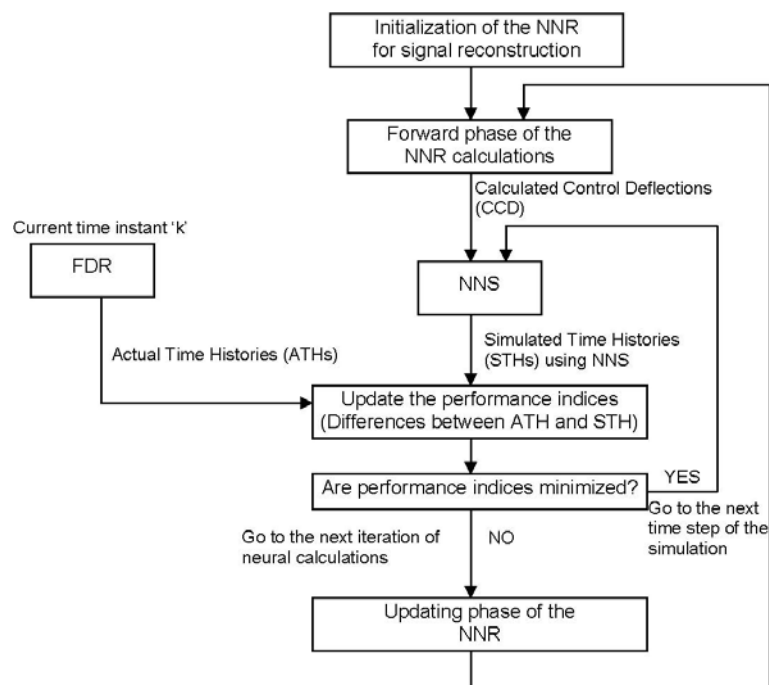 Initialization of the NNR
for signal reconstruction
Forward phase of the
NNR calculations
Calculated Control Deflections
(CCD)
Current time instant 'k'
FDR
NNS
Actual Time Histories (ATHs)
Simulated Time Histories
(STHs) using NNS
Update the performance indices
(Differences between ATH and STH)
Are performance indices minimized?
YES
Go to the next
time step of the
simulation
Go to the next iteration of
neural calculations
NO
Updating phase of the
NNR